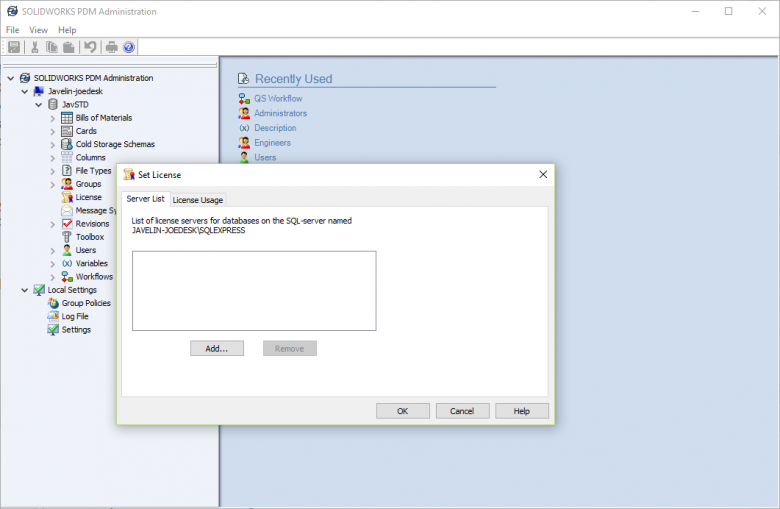 SOLIDWORKS PDM Administration
File View Help
SOLIDWORKS PDM Administration
Javelin-joedesk
JavSTD
Bills of Materials
Cards
Cold Storage Schemas
Columns
File Types
Groups
License
Message Sy
Revisions
Toolbox
Users
(x) Variables
Workflows
Local Settings
Group Policies
Log File
Settings
Recently Used
QS Workflow
Administrators
(x) Description
Engineers
Users
Set License
Server List License Usage
List of license servers for databases on the SQL-server named
JAVELIN-JOEDESK\SQLEXPRESS
Add... Remove
OK Cancel Help